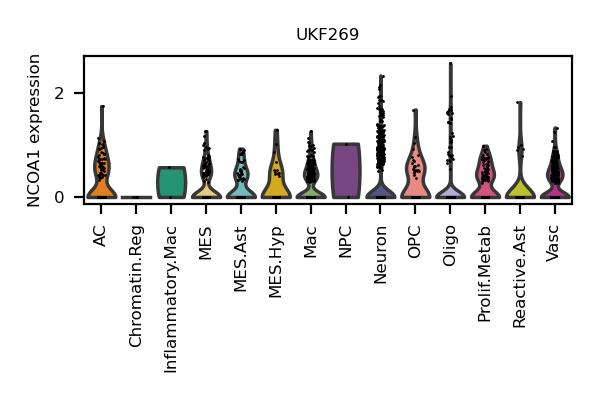 UKF269
NCOA1 expression
2
0
AC
Chromatin.Reg
Inflammatory.Mac
MES
MES.Ast
MES.Hyp
Mac
NPC
Neuron
OPC
Oligo
Prolif.Metab
Reactive.Ast
Vasc